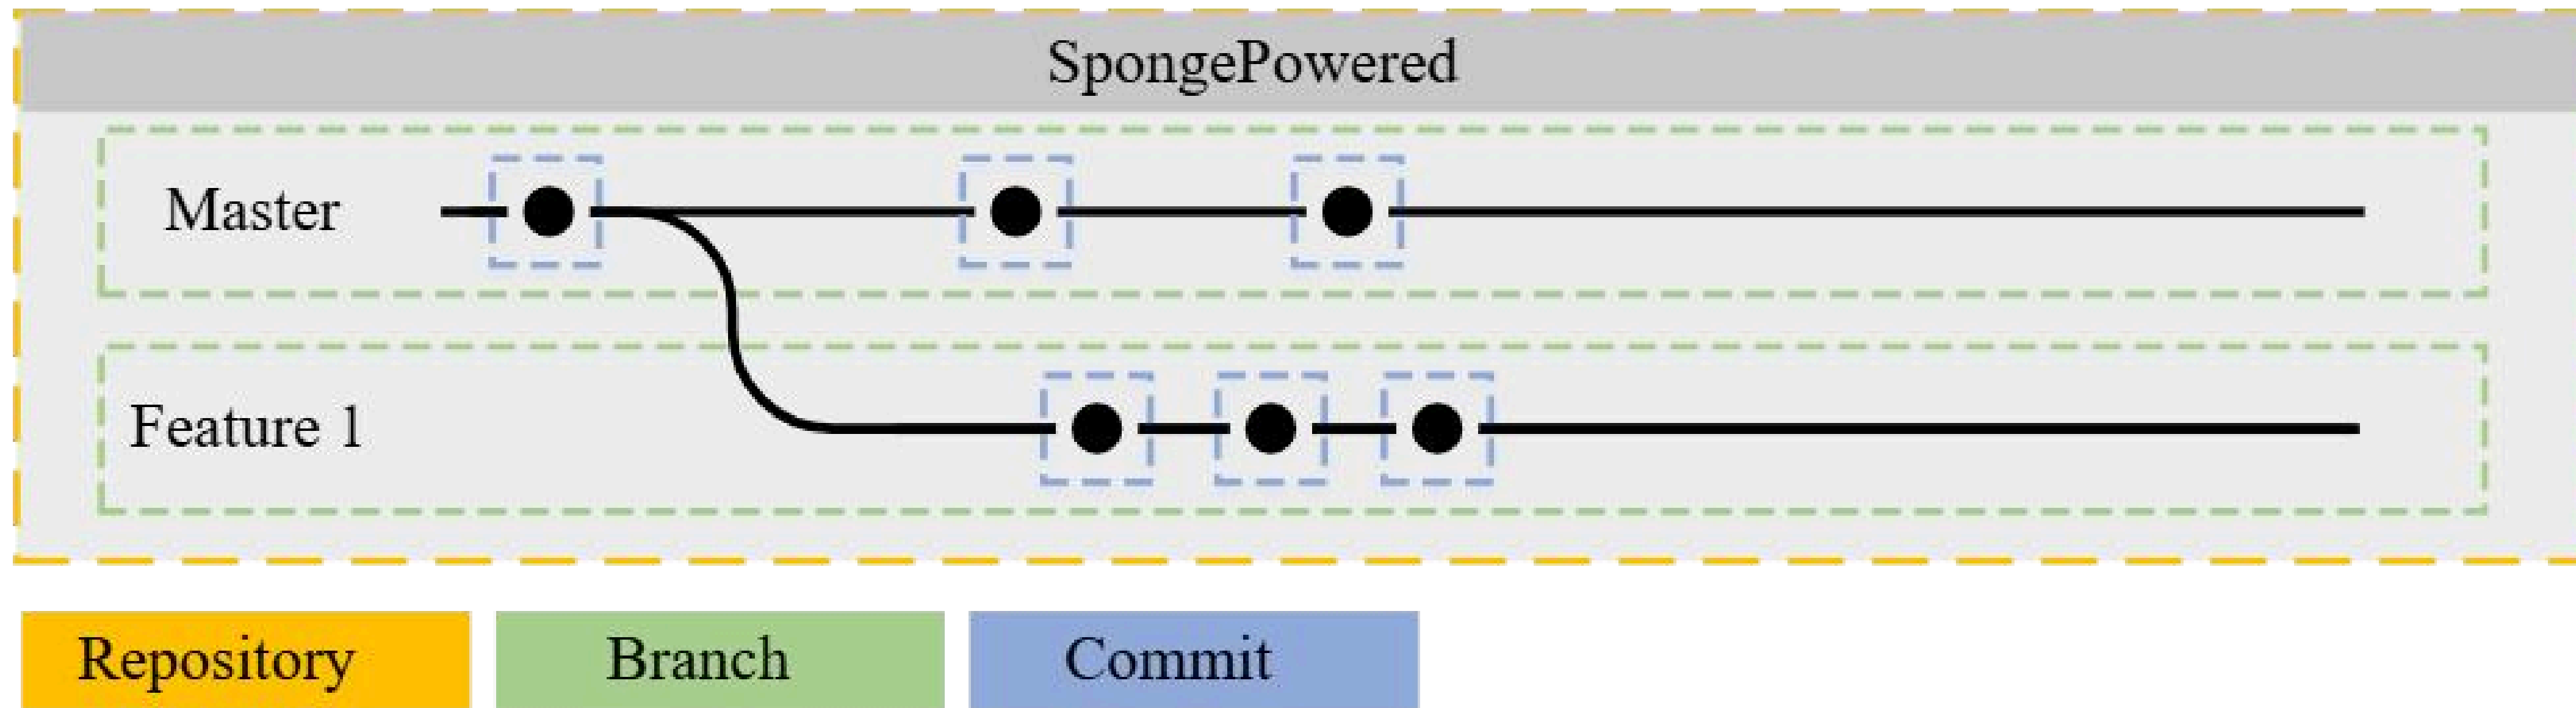 SpongePowered
Master
Feature 1
Repository
Branch
Commit